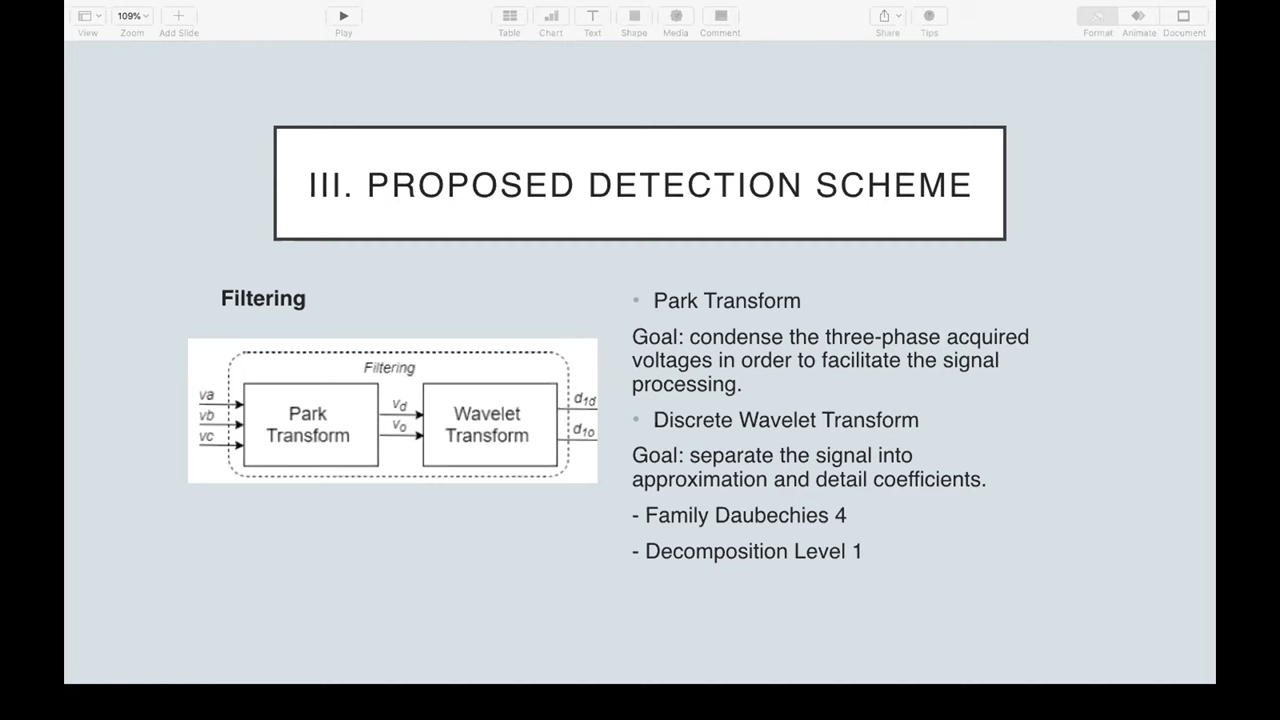 109%
View
Zoom
Add Slide
Play
Table
Chart
Text
Shape
Media
Comment
Share
Tips
Format
Animate
Document
III. PROPOSED DETECTION SCHEME
Filtering
Filtering
va
vb
vc
Park
Transform
vd
vo
Wavelet
Transform
d1d
d1o
• Park Transform
Goal: condense the three-phase acquired
voltages in order to facilitate the signal
processing.
• Discrete Wavelet Transform
Goal: separate the signal into
approximation and detail coefficients.
- Family Daubechies 4
- Decomposition Level 1